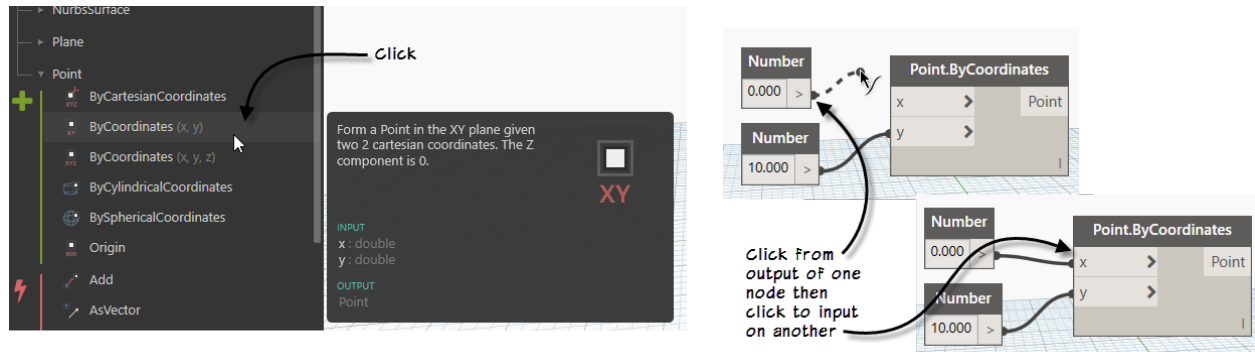 NurbsSurface
Plane
Point
ByCartesianCoordinates
ByCoordinates (x, y)
ByCoordinates (x, y, z)
ByCylindricalCoordinates
BySphericalCoordinates
Origin
Add
AsVector
Click
Form a Point in the XY plane given
two 2 cartesian coordinates. The Z
component is 0.
XY
INPUT
x : double
y : double
OUTPUT
Point
Number
0.000 >
Number
10.000 >
Point.ByCoordinates
x >
y >
Point
l
Click from
output of one
node then
click to input
on another
Number
0.000 >
Number
10.000 >
Point.ByCoordinates
x >
y >
Point
l